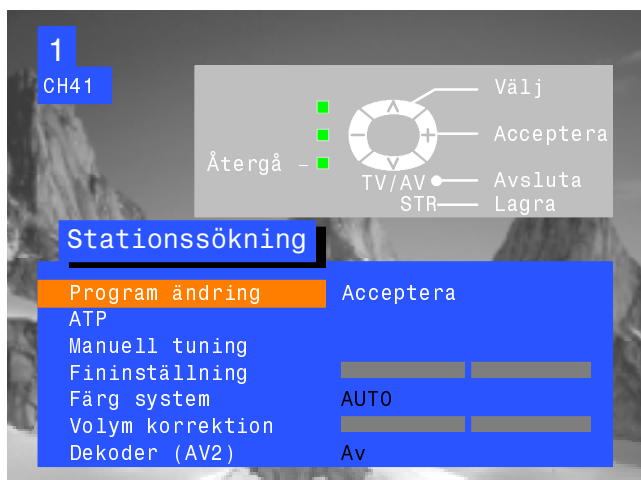 1
CH41
Välj
Acceptera
Återgå
TV/AV Avsluta
STR Lagra
Stationssökning
Program ändring Acceptera
ATP
Manuell tuning
Fininställning
Färg system AUTO
Volym korrektion
Dekoder (AV2) Av